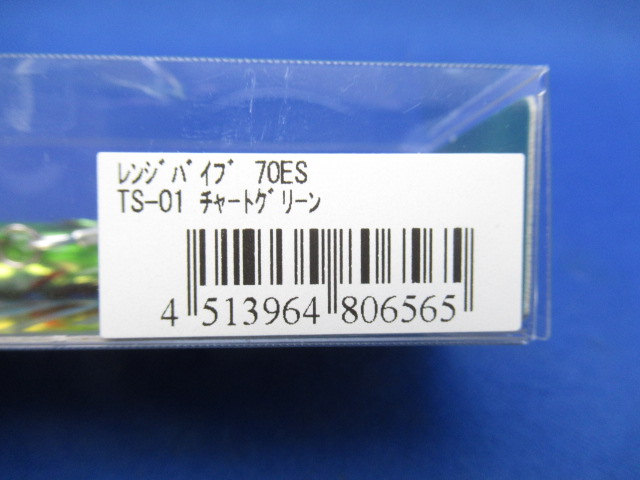 ﾚﾝｼﾞﾊﾞｲﾌﾞ 70ES
TS-01 ﾁｬｰﾄｸﾞﾘｰﾝ
4 513964 806565